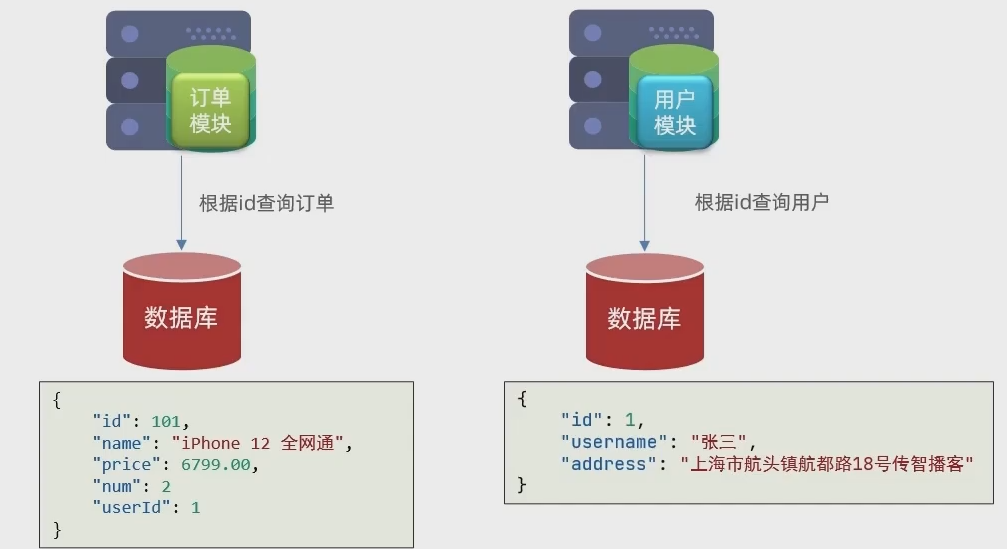 订单
模块
根据id查询订单
数据库
{
"id": 101,
"name": "iPhone 12 全网通",
"price": 6799.00,
"num": 2
"userId": 1
}
用户
模块
根据id查询用户
数据库
{
"id": 1,
"username": "张三",
"address": "上海市航头镇航都路18号传智播客"
}